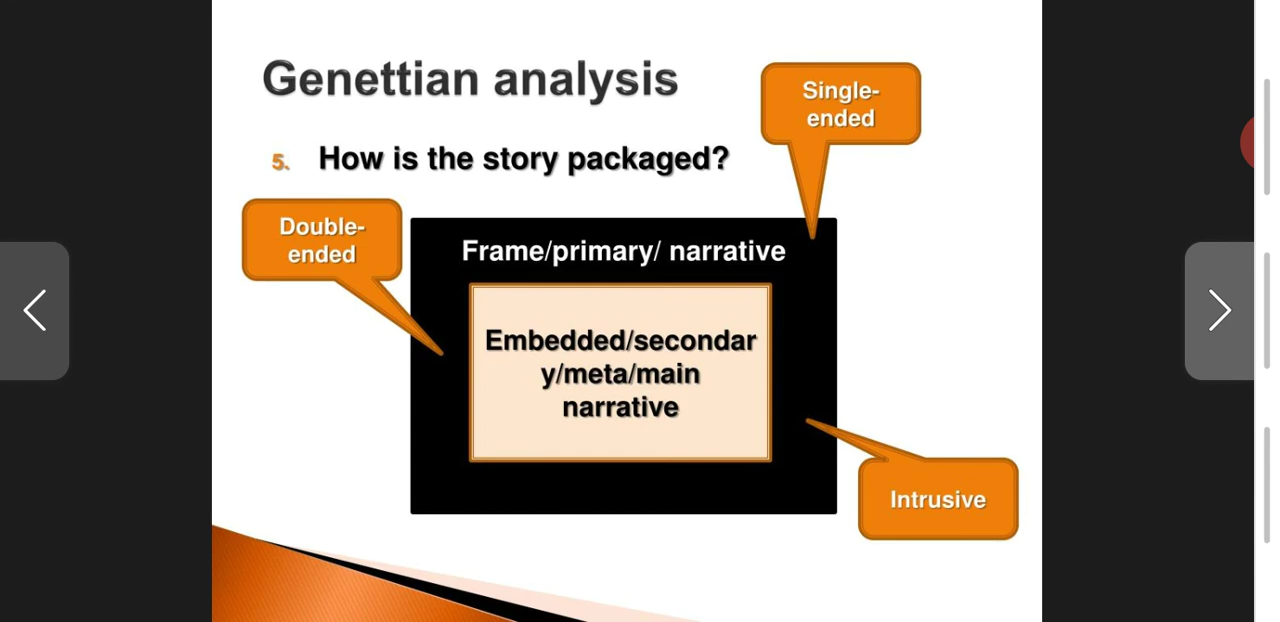 Genettian analysis
Single-
ended
5. How is the story packaged?
Double-
ended
Frame/primary/ narrative
Embedded/secondar
y/meta/main
narrative
Intrusive